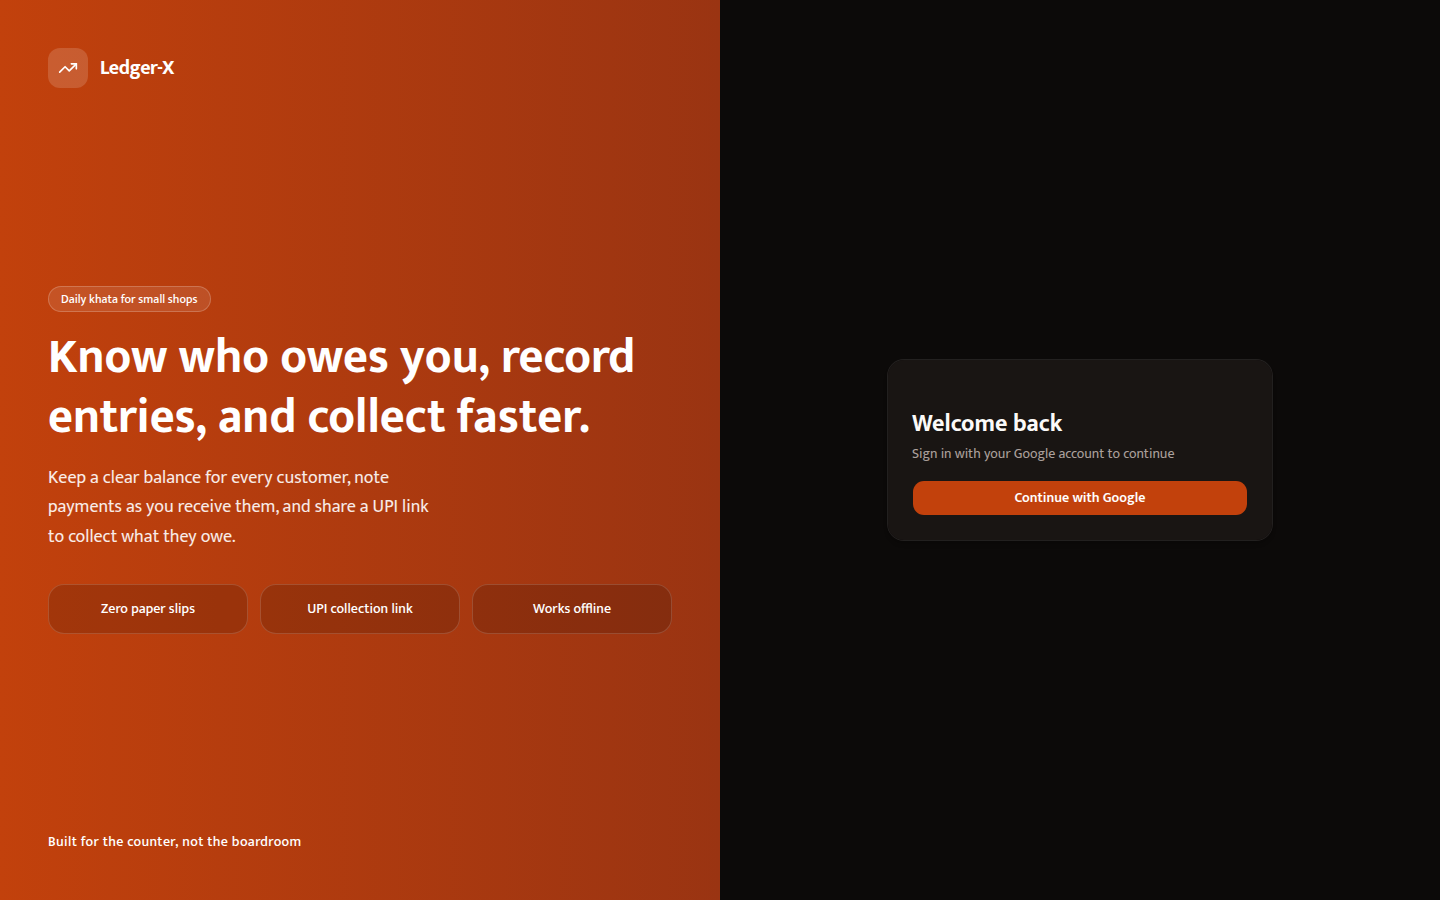 Ledger-X
Daily khata for small shops
Know who owes you, record
entries, and collect faster.
Keep a clear balance for every customer, note
payments as you receive them, and share a UPI link
to collect what they owe.
Zero paper slips
UPI collection link
Works offline
Built for the counter, not the boardroom
Welcome back
Sign in with your Google account to continue
Continue with Google